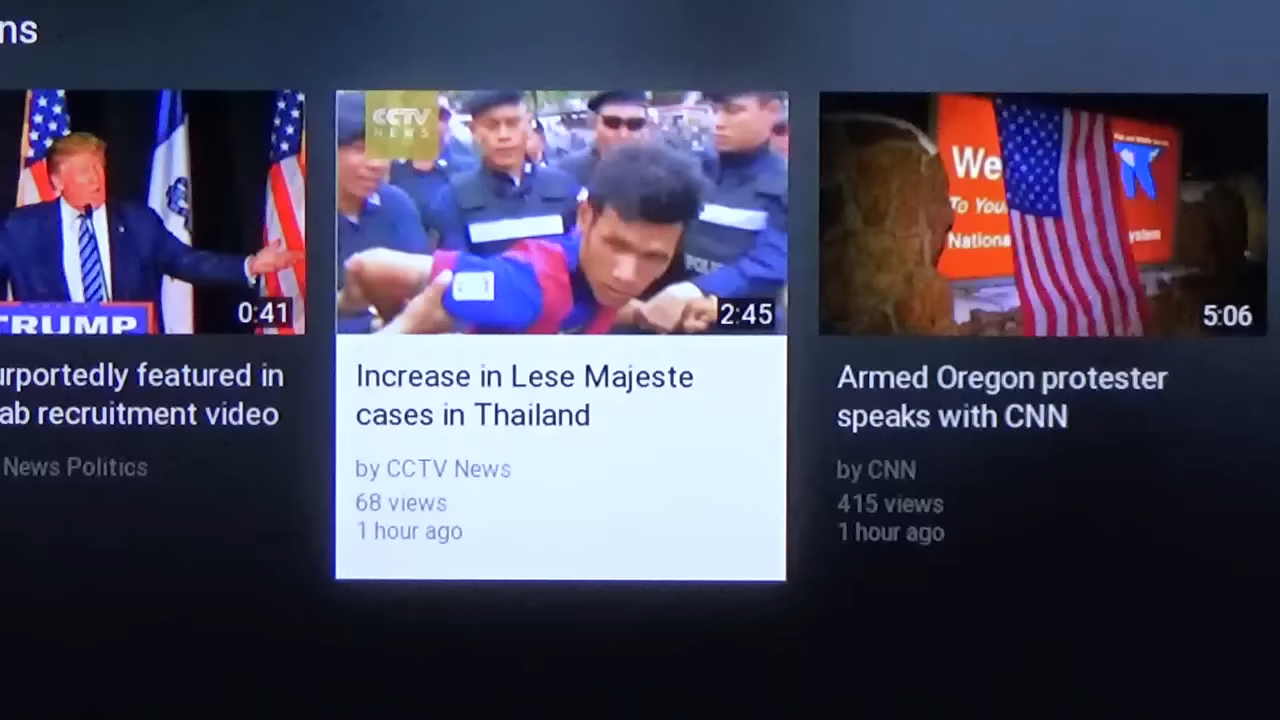 ns
CCTV
NEWS
POLI
We
To You
Nationa
ystem
TRUMP
0:41
2:45
5:06
urportedly featured in
ab recruitment video
News Politics
Increase in Lese Majeste
cases in Thailand
by CCTV News
68 views
1 hour ago
Armed Oregon protester
speaks with CNN
by CNN
415 views
1 hour ago